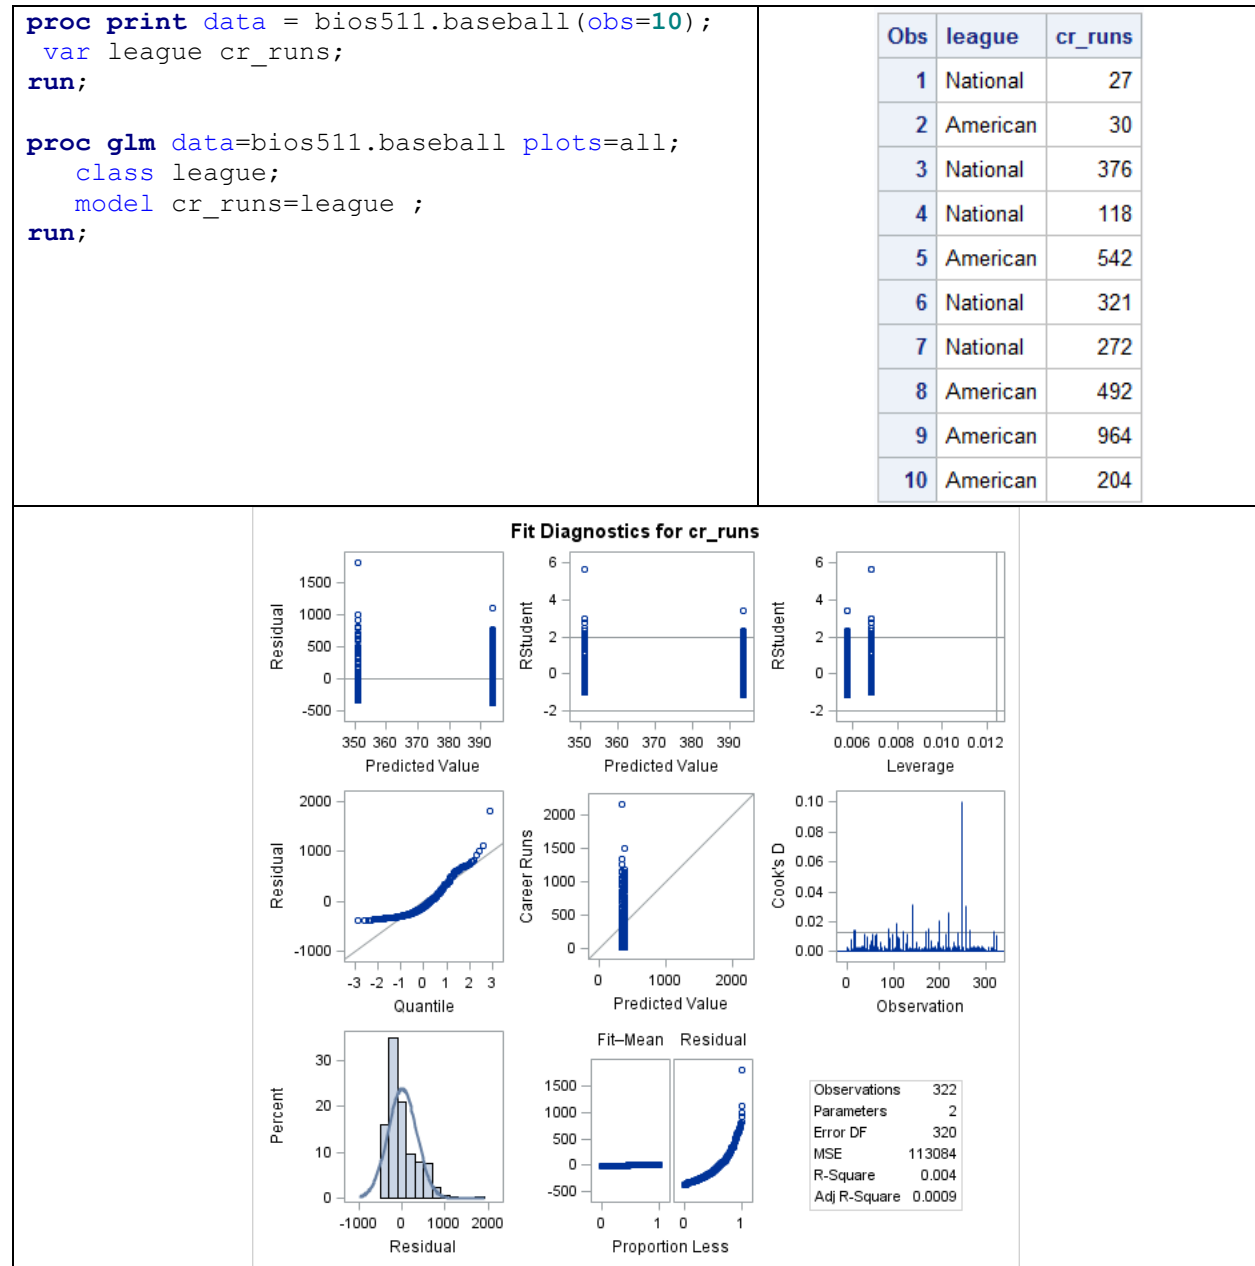 proc print data = bios511.baseball(obs=10);
var league cr_runs;
run;
proc glm data=bios511.baseball plots=all;
class league;
model cr_runs=league ;
run;
Obs league cr_runs
1 National 27
2 American 30
3 National 376
4 National 118
5 American 542
6 National 321
7 National 272
8 American 492
9 American 964
10 American 204
Fit Diagnostics for cr_runs
Residual
1500
1000
500
0
-500
350 360 370 380 390
Predicted Value
RStudent
6
4
2
0
-2
350 360 370 380 390
Predicted Value
RStudent
6
4
2
0
-2
0.006 0.008 0.010 0.012
Leverage
Residual
2000
1000
0
-1000
-3 -2 -1 0 1 2 3
Quantile
Career Runs
2000
1500
1000
500
0
0 1000 2000
Predicted Value
Cook's D
0.10
0.08
0.06
0.04
0.02
0.00
0 100 200 300
Observation
Percent
30
20
10
0
-1000 0 1000 2000
Residual
Fit–Mean Residual
1500
1000
500
0
-500
0 1 0 1
Proportion Less
Observations 322
Parameters 2
Error DF 320
MSE 113084
R-Square 0.004
Adj R-Square 0.0009